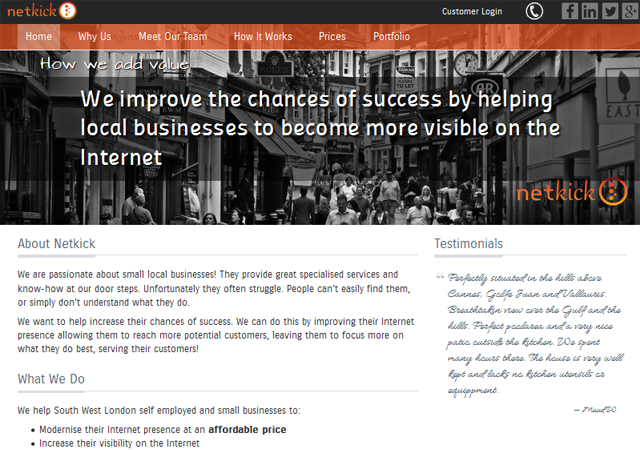 netkick
Customer Login
Home Why Us Meet Our Team How It Works Prices Portfolio
How we add value
We improve the chances of success by helping
local businesses to become more visible on the
Internet
TO LET
EAST
netkick
About Netkick
We are passionate about small local businesses! They provide great specialised services and
know-how at our door steps. Unfortunately they often struggle. People can't easily find them,
or simply don't understand what they do.
We want to help increase their chances of success. We can do this by improving their Internet
presence allowing them to reach more potential customers, leaving them to focus more on
what they do best, serving their customers!
What We Do
We help South West London self employed and small businesses to:
• Modernise their Internet presence at an affordable price
• Increase their visibility on the Internet
Testimonials
“ Perfectly situated in the hills above
Cannes, Golfe Juan and Vallauris.
Breathtakin view over the Gulf and the
hills. Perfect poolarea and a very nice
patio outside the kitchen. We spent
many hours there. The house is very well
kept and lacks no kitchen utensils or
equippment.
— Maud W